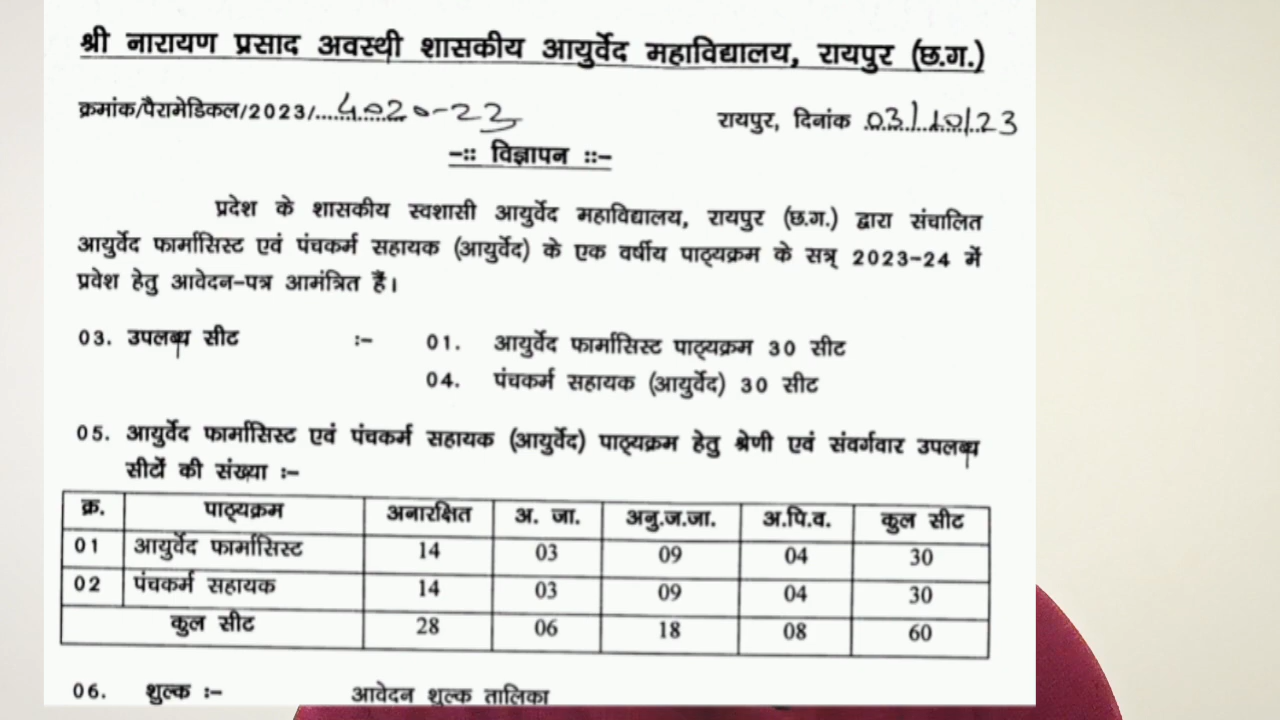 श्री नारायण प्रसाद अवस्थी शासकीय आयुर्वेद महाविद्यालय, रायपुर (छ.ग.)
क्रमांक/पैरामेडिकल/2023/....4020-23 रायपुर, दिनांक 03/10/23
-:: विज्ञापन ::-
प्रदेश के शासकीय स्वशासी आयुर्वेद महाविद्यालय, रायपुर (छ.ग.) द्वारा संचालित
आयुर्वेद फार्मासिस्ट एवं पंचकर्म सहायक (आयुर्वेद) के एक वर्षीय पाठ्यक्रम के सत्र् 2023-24 में
प्रवेश हेतु आवेदन-पत्र आमंत्रित हैं।
03. उपलब्ध सीट :- 01. आयुर्वेद फार्मासिस्ट पाठ्यक्रम 30 सीट
04. पंचकर्म सहायक (आयुर्वेद) 30 सीट
05. आयुर्वेद फार्मासिस्ट एवं पंचकर्म सहायक (आयुर्वेद) पाठ्यक्रम हेतु श्रेणी एवं संवर्गवार उपलब्ध
सीटों की संख्या :-
क्र. पाठ्यक्रम अनारक्षित अ. जा. अनु.ज.जा. अ.पि.व. कुल सीट
01 आयुर्वेद फार्मासिस्ट 14 03 09 04 30
02 पंचकर्म सहायक 14 03 09 04 30
कुल सीट 28 06 18 08 60
06. शुल्क :- आवेदन शुल्क तालिका